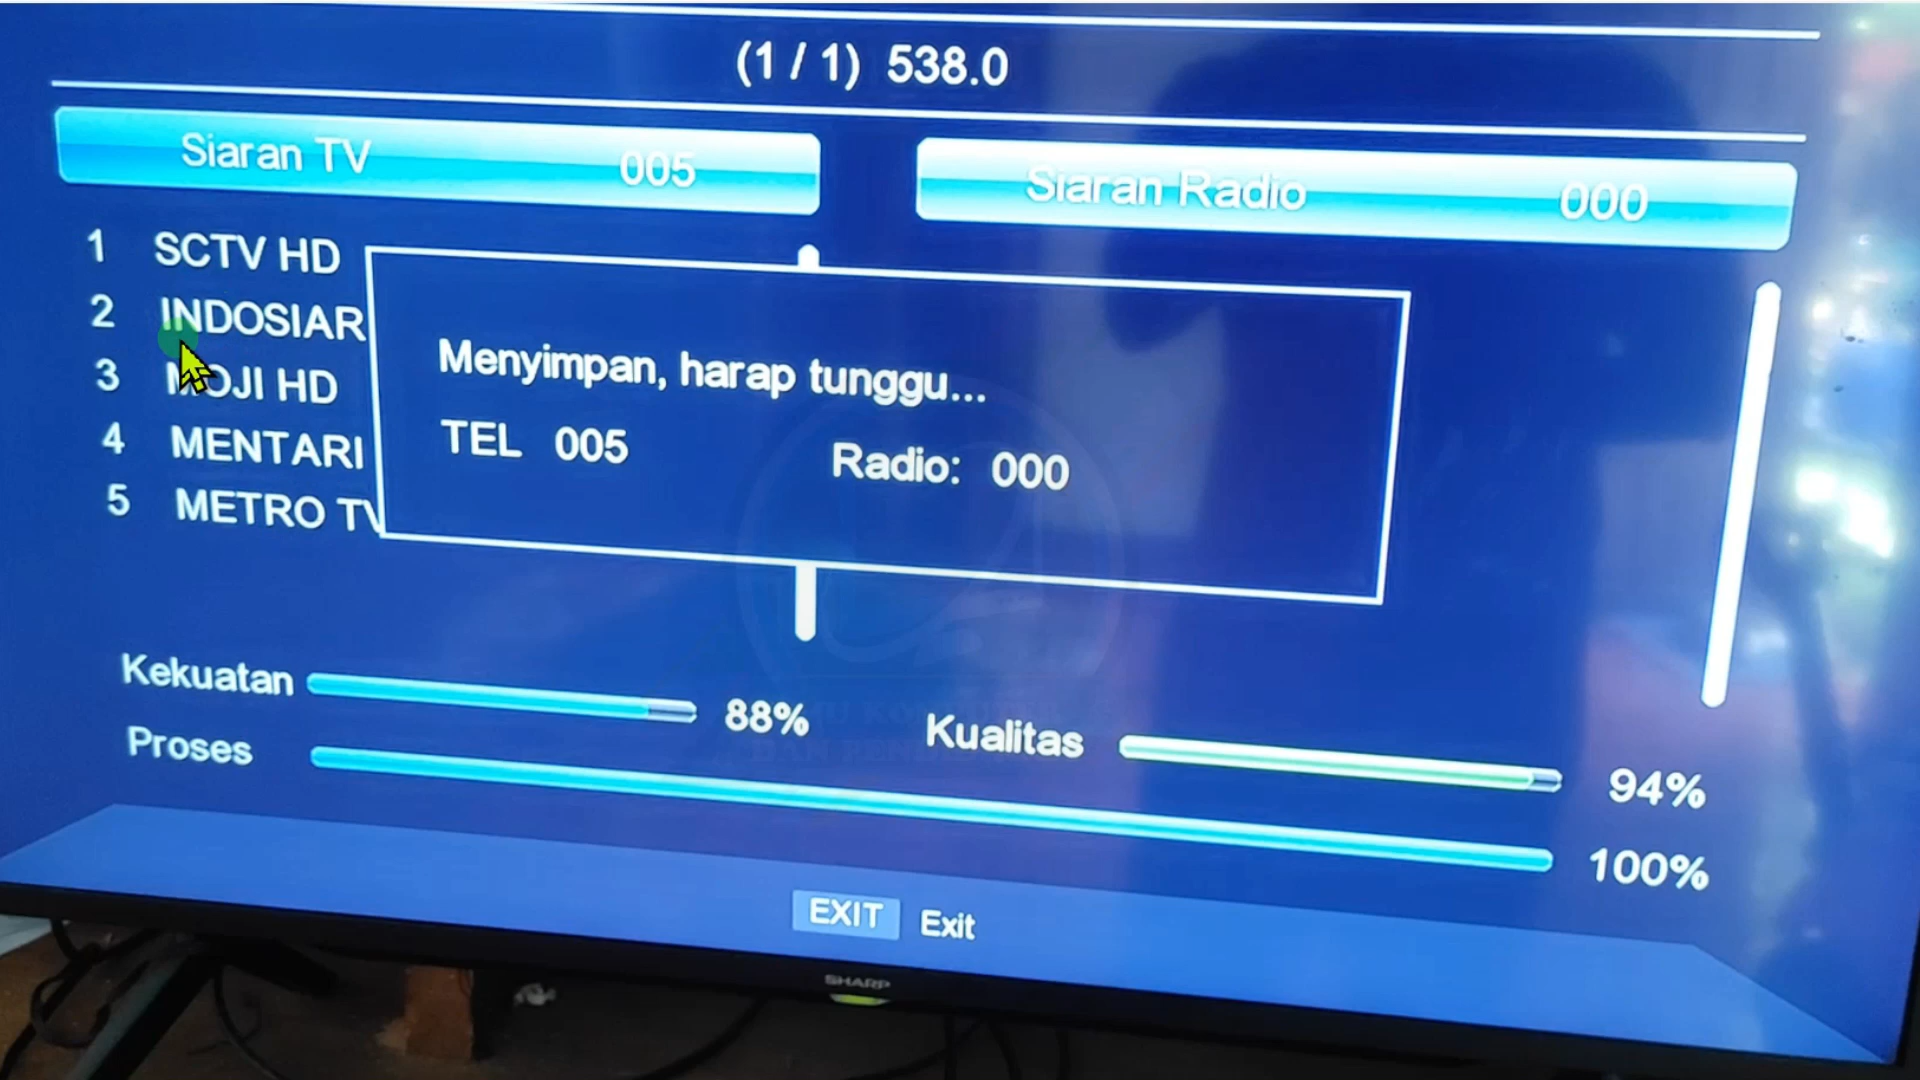 (1 / 1) 538.0
Siaran TV 005
Siaran Radio 000
1 SCTV HD
2 INDOSIAR
3 MOJI HD
4 MENTARI
5 METRO TV
Menyimpan, harap tunggu...
TEL 005 Radio: 000
Kekuatan 88%
Kualitas 94%
Proses 100%
EXIT Exit
SHARP